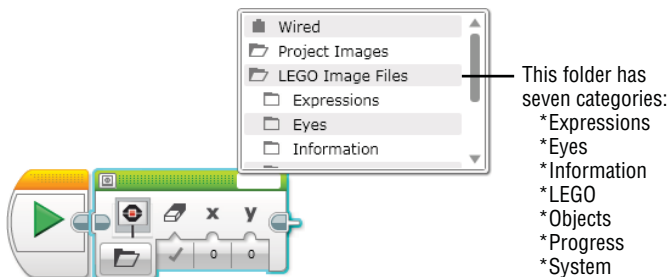 Wired
Project Images
LEGO Image Files
Expressions
Eyes
Information
This folder has
seven categories:
*Expressions
*Eyes
*Information
*LEGO
*Objects
*Progress
*System
x y
0 0